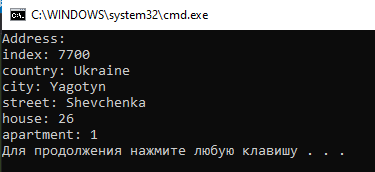 C:\WINDOWS\system32\cmd.exe
Address:
index: 7700
country: Ukraine
city: Yagotyn
street: Shevchenka
house: 26
apartment: 1
Для продолжения нажмите любую клавишу . . .